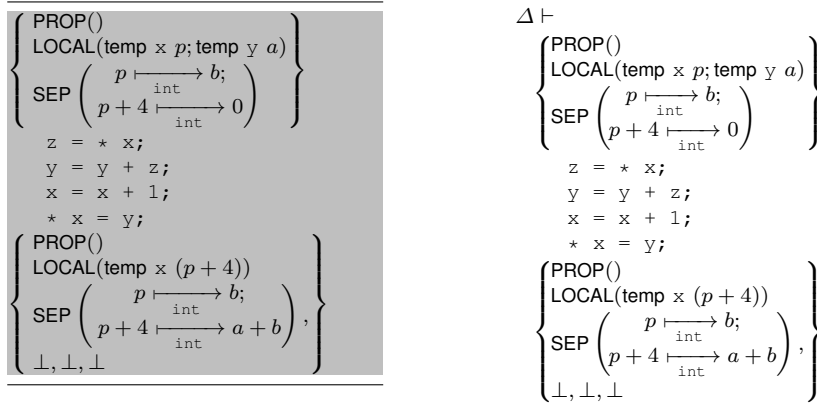 PROP()
LOCAL(temp x p; temp y a)
SEP ( p ⊢→ b;
int
p + 4 ⊢→ 0 )
int
z = * x;
y = y + z;
x = x + 1;
* x = y;
PROP()
LOCAL(temp x (p + 4))
SEP ( p ⊢→ b;
int
p + 4 ⊢→ a + b ) ,
int
⊥, ⊥, ⊥
Δ ⊢
PROP()
LOCAL(temp x p; temp y a)
SEP ( p ⊢→ b;
int
p + 4 ⊢→ 0 )
int
z = * x;
y = y + z;
x = x + 1;
* x = y;
PROP()
LOCAL(temp x (p + 4))
SEP ( p ⊢→ b;
int
p + 4 ⊢→ a + b ) ,
int
⊥, ⊥, ⊥